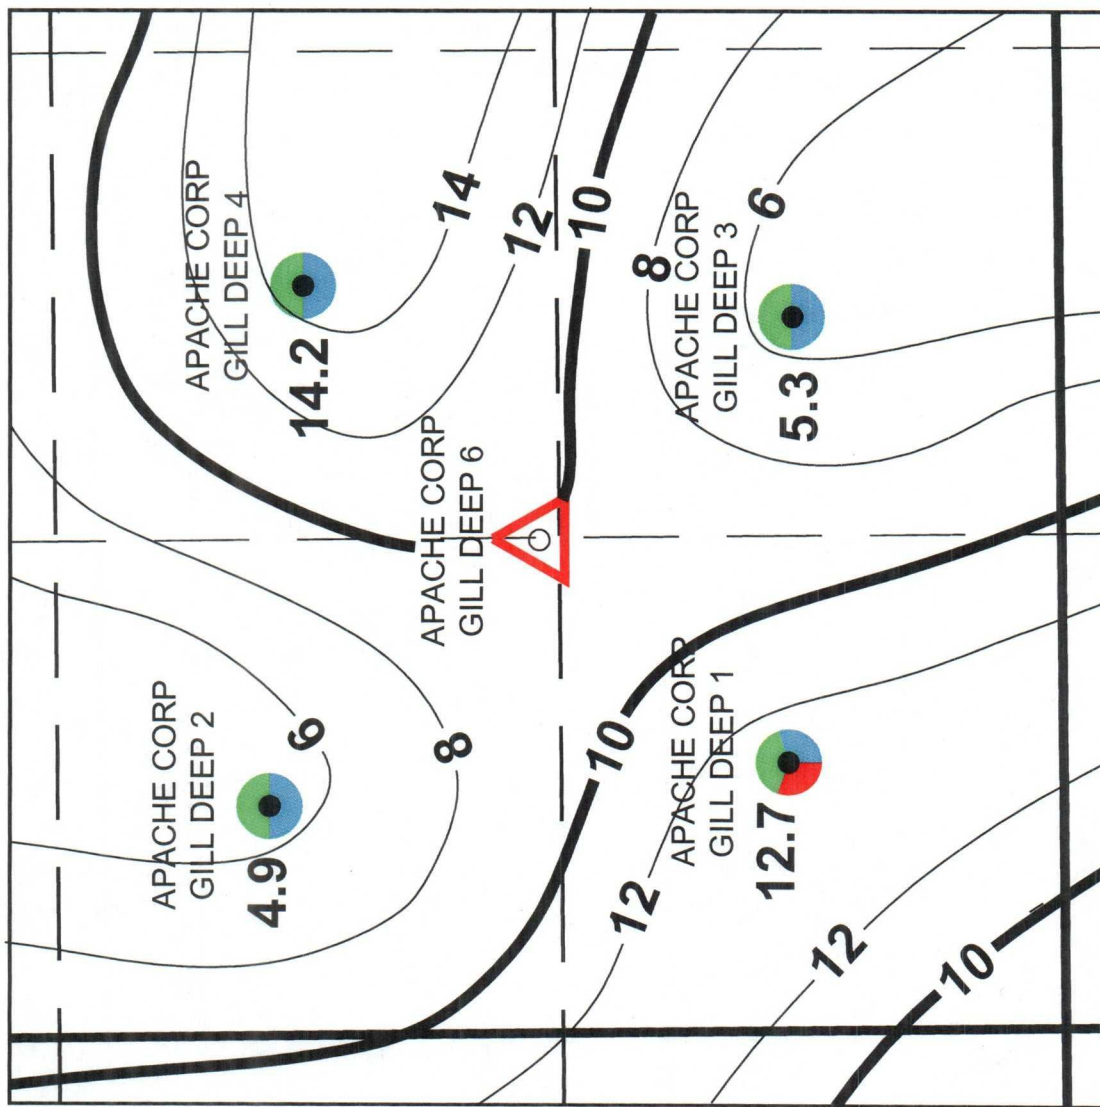 APACHE CORP
GILL DEEP 2
APACHE CORP
GILL DEEP 4
4.9
6
14.2
APACHE CORP
GILL DEEP 6
8
14
12
10
10
12
8
APACHE CORP
GILL DEEP 1
APACHE CORP
GILL DEEP 3
6
12.7
5.3
12
10